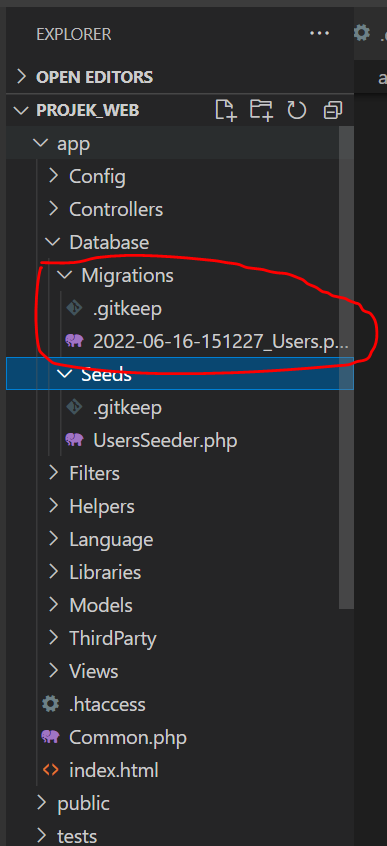 EXPLORER
OPEN EDITORS
PROJEK_WEB
app
Config
Controllers
Database
Migrations
.gitkeep
2022-06-16-151227_Users.p...
Seeds
.gitkeep
UsersSeeder.php
Filters
Helpers
Language
Libraries
Models
ThirdParty
Views
.htaccess
Common.php
index.html
public
tests